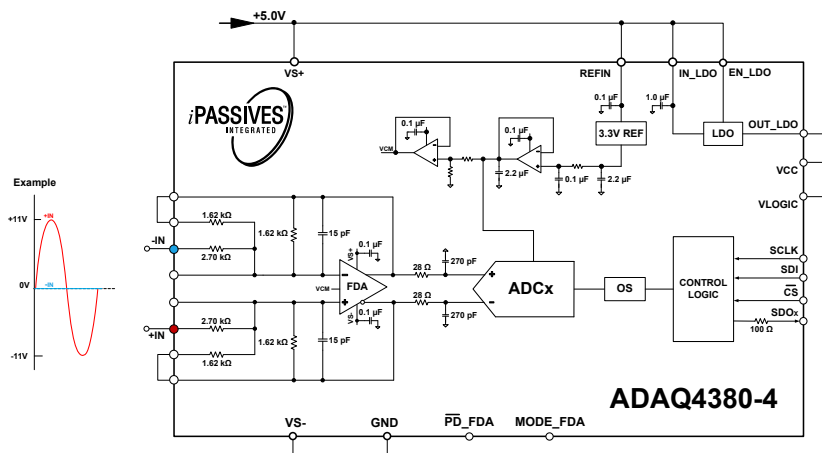 +5.0V
VS+
REFIN
IN_LDO
EN_LDO
iPASSIVES™
INTEGRATED
0.1 µF
0.1 µF
0.1 µF
1.0 µF
3.3V REF
LDO
OUT_LDO
VCM
2.2 µF
0.1 µF
2.2 µF
VCC
VLOGIC
Example
+11V
+IN
0V
-IN
-11V
-IN
1.62 kΩ
2.70 kΩ
1.62 kΩ
15 pF
VS+
0.1 µF
VCM
FDA
VS-
0.1 µF
28 Ω
270 pF
28 Ω
270 pF
ADCx
OS
CONTROL
LOGIC
SCLK
SDI
CS
SDOx
100 Ω
+IN
2.70 kΩ
1.62 kΩ
1.62 kΩ
15 pF
ADAQ4380-4
VS-
GND
PD_FDA
MODE_FDA